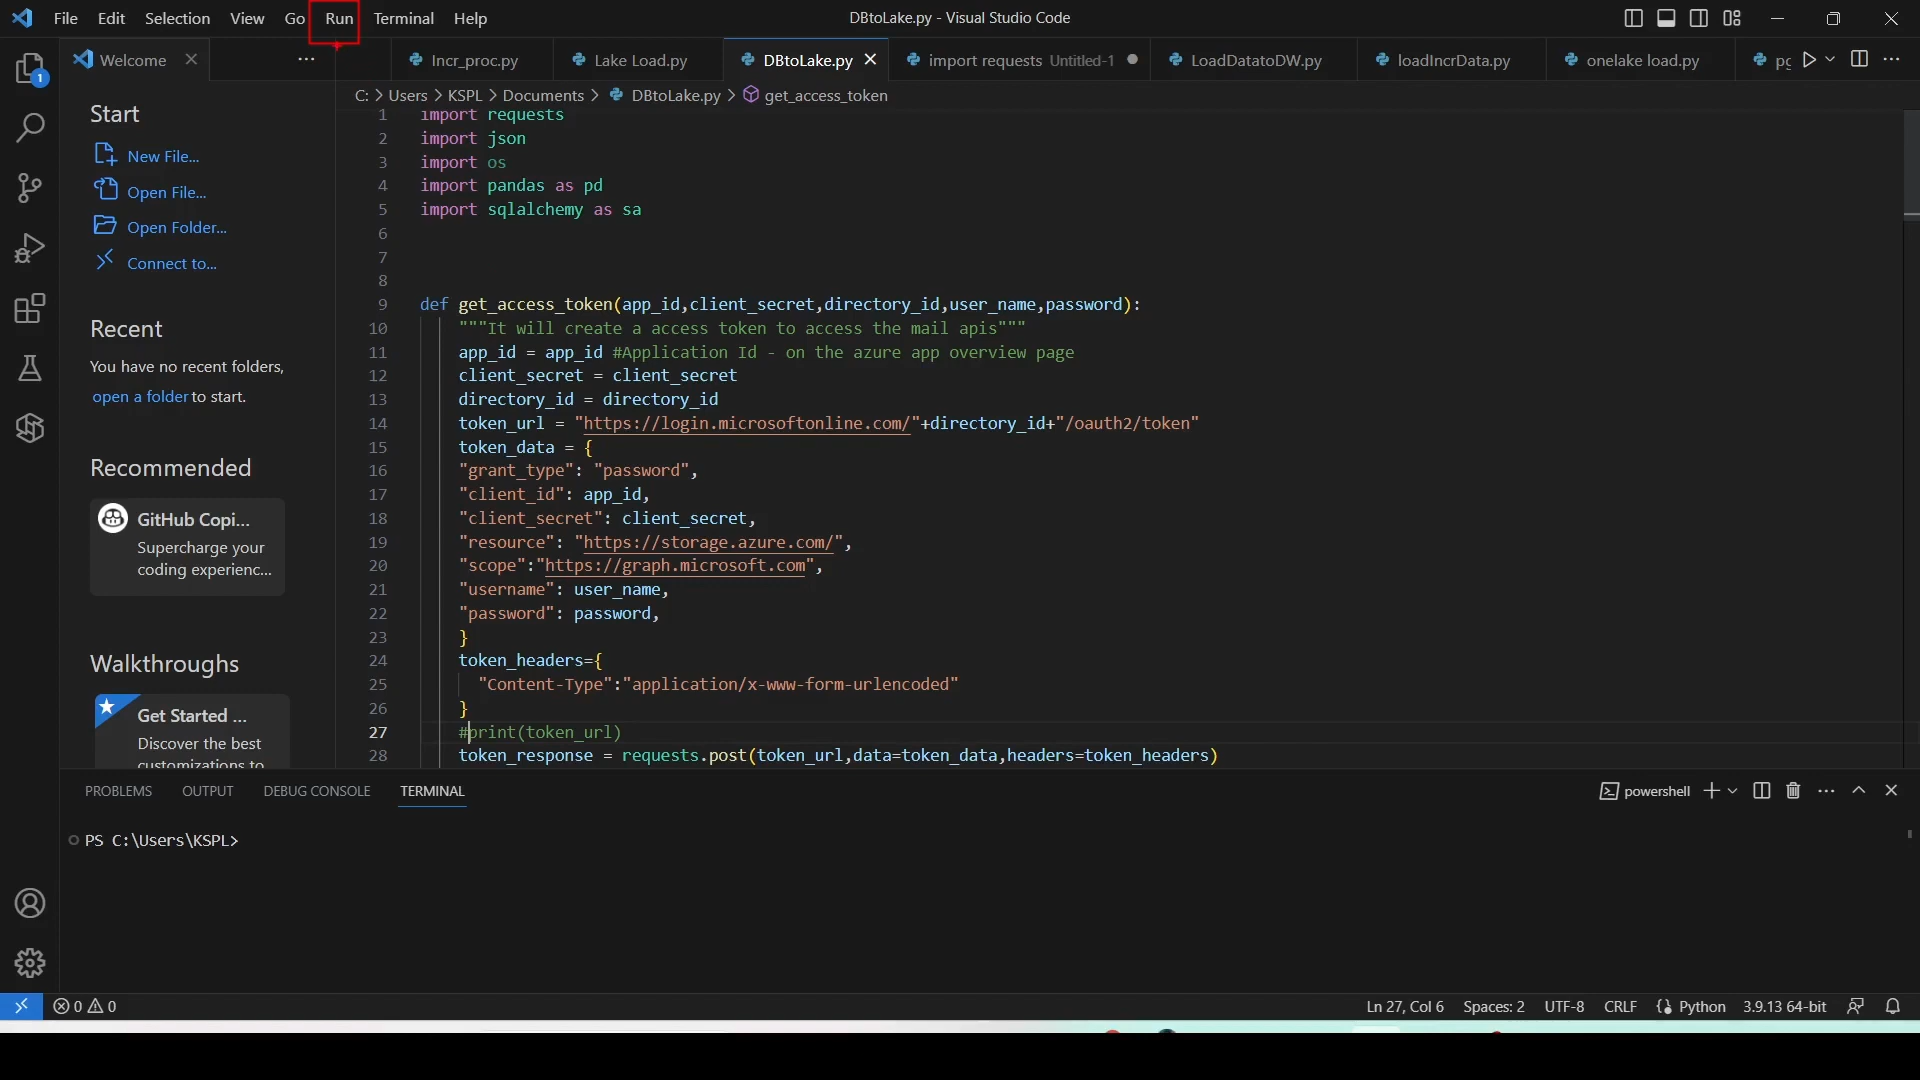 File Edit Selection View Go Run Terminal Help
DBtoLake.py - Visual Studio Code
Welcome
Incr_proc.py
Lake Load.py
DBtoLake.py
import requests Untitled-1
LoadDatatoDW.py
loadIncrData.py
onelake load.py
C: > Users > KSPL > Documents > DBtoLake.py > get_access_token
Start
New File...
Open File...
Open Folder...
Connect to...
Recent
You have no recent folders,
open a folder to start.
Recommended
GitHub Copi...
Supercharge your
coding experienc...
Walkthroughs
Get Started ...
Discover the best
customizations to
1 import requests
2 import json
3 import os
4 import pandas as pd
5 import sqlalchemy as sa
6
7
8
9 def get_access_token(app_id,client_secret,directory_id,user_name,password):
10 """It will create a access token to access the mail apis"""
11 app_id = app_id #Application Id - on the azure app overview page
12 client_secret = client_secret
13 directory_id = directory_id
14 token_url = "https://login.microsoftonline.com/"+directory_id+"/oauth2/token"
15 token_data = {
16 "grant_type": "password",
17 "client_id": app_id,
18 "client_secret": client_secret,
19 "resource": "https://storage.azure.com/",
20 "scope":"https://graph.microsoft.com",
21 "username": user_name,
22 "password": password,
23 }
24 token_headers={
25 "Content-Type":"application/x-www-form-urlencoded"
26 }
27 #print(token_url)
28 token_response = requests.post(token_url,data=token_data,headers=token_headers)
PROBLEMS OUTPUT DEBUG CONSOLE TERMINAL
powershell
PS C:\Users\KSPL>
0 0
Ln 27, Col 6 Spaces: 2 UTF-8 CRLF Python 3.9.13 64-bit